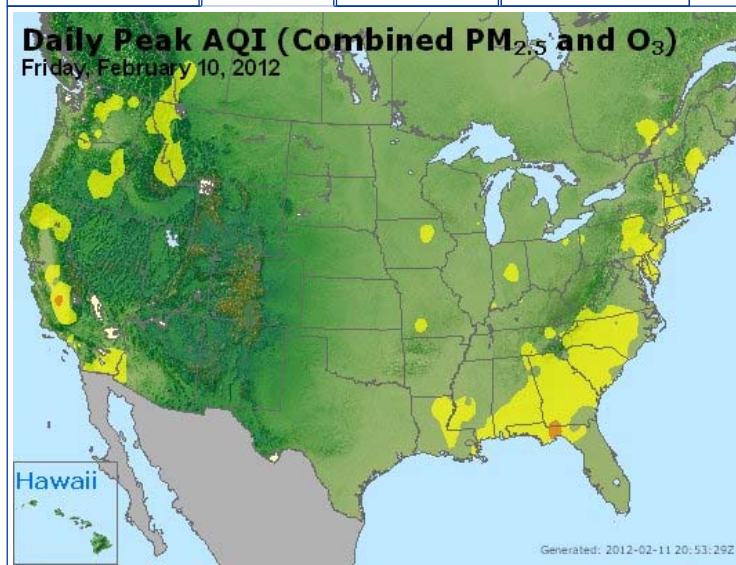 Daily Peak AQI (Combined PM2.5 and O3)
Friday, February 10, 2012
Hawaii
Generated: 2012-02-11 20:53:29Z